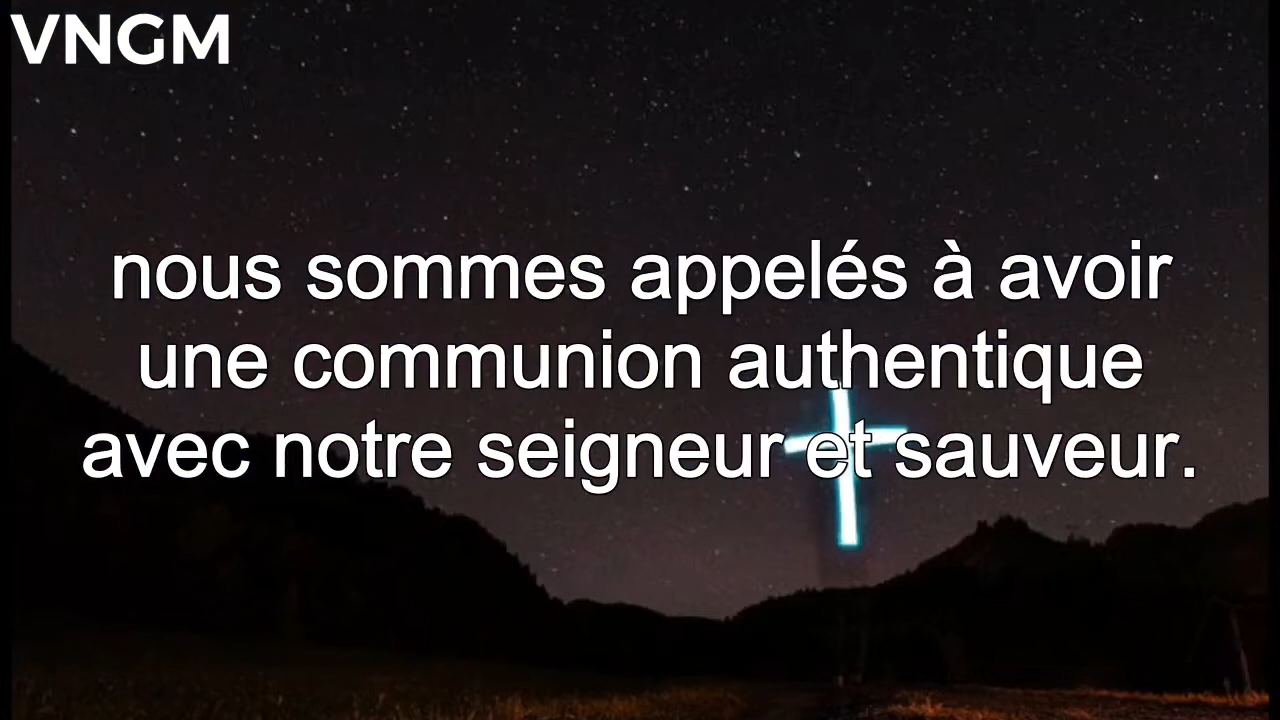 VNGM
nous sommes appelés à avoir
une communion authentique
avec notre seigneur et sauveur.